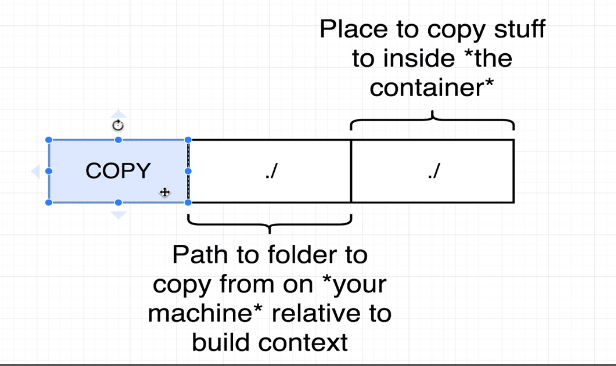 Place to copy stuff
to inside *the
container*
COPY
./
./
Path to folder to
copy from on *your
machine* relative to
build context